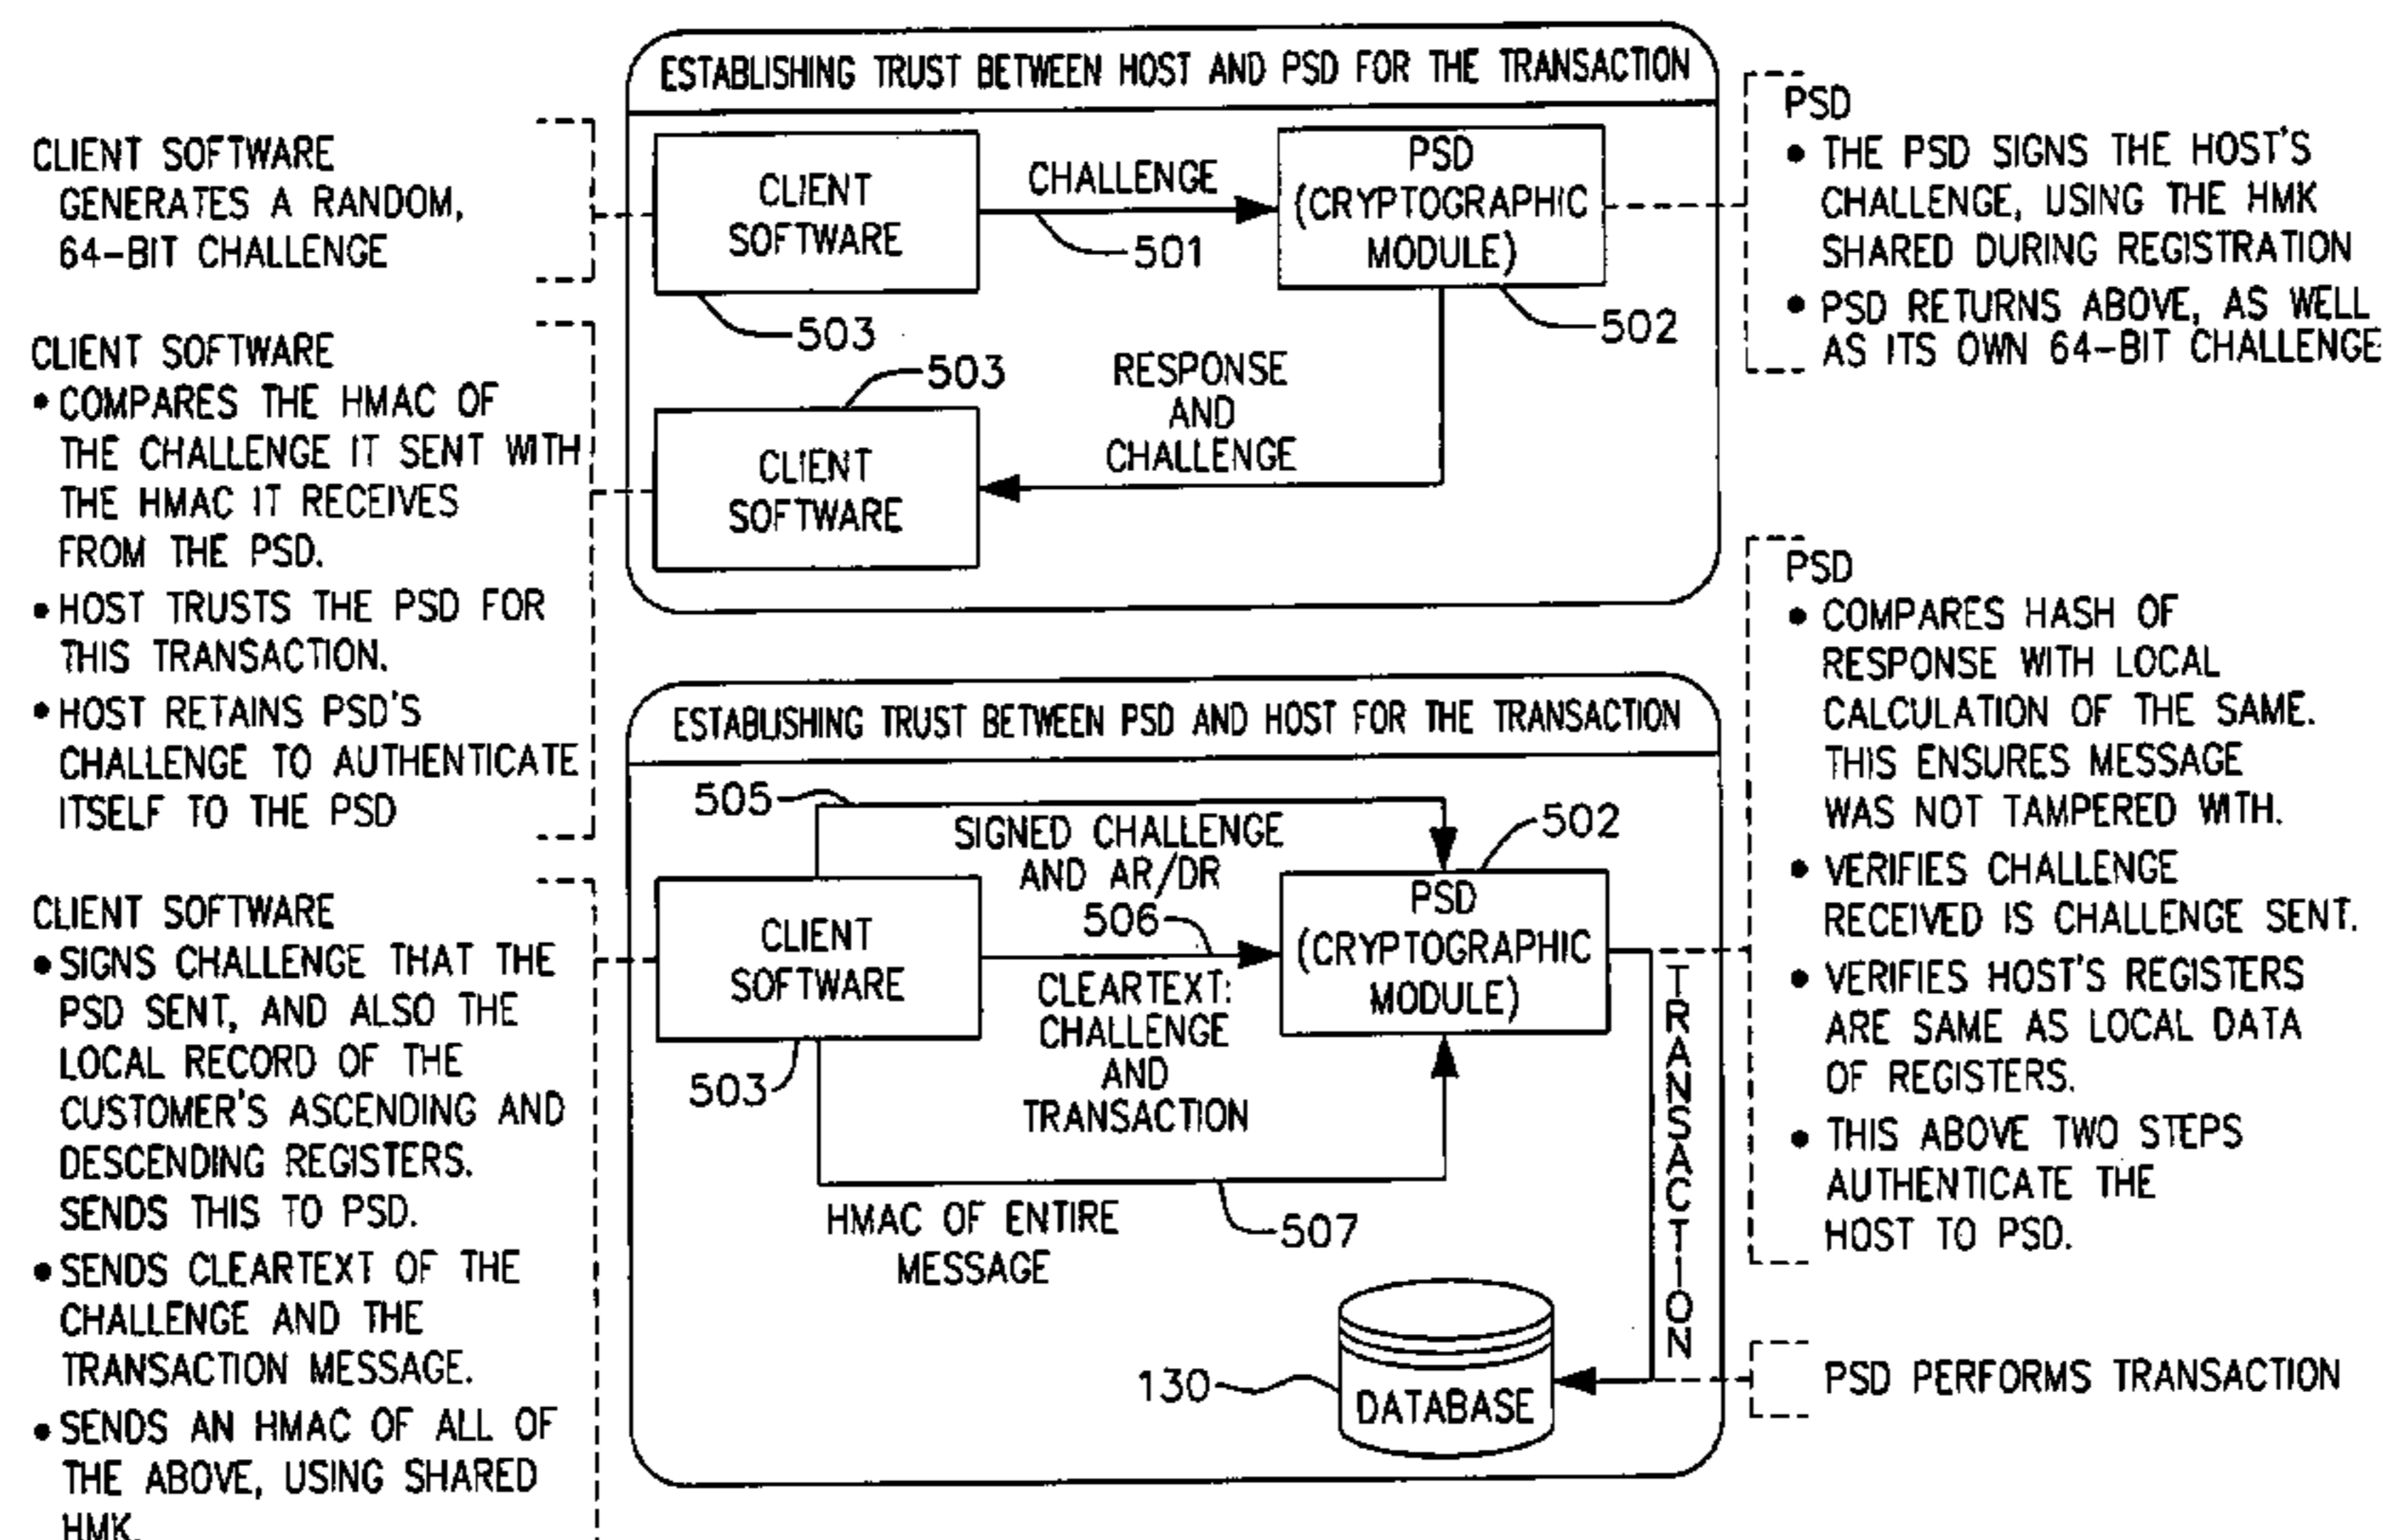 ESTABLISHING TRUST BETWEEN HOST AND PSD FOR THE TRANSACTION
CLIENT SOFTWARE
GENERATES A RANDOM,
64-BIT CHALLENGE
CLIENT
SOFTWARE
503
CHALLENGE
501
PSD
(CRYPTOGRAPHIC
MODULE)
502
PSD
• THE PSD SIGNS THE HOST'S
CHALLENGE, USING THE HMK
SHARED DURING REGISTRATION
• PSD RETURNS ABOVE, AS WELL
AS ITS OWN 64-BIT CHALLENGE
CLIENT SOFTWARE
• COMPARES THE HMAC OF
THE CHALLENGE IT SENT WITH
THE HMAC IT RECEIVES
FROM THE PSD.
• HOST TRUSTS THE PSD FOR
THIS TRANSACTION.
• HOST RETAINS PSD'S
CHALLENGE TO AUTHENTICATE
ITSELF TO THE PSD
503
CLIENT
SOFTWARE
RESPONSE
AND
CHALLENGE
ESTABLISHING TRUST BETWEEN PSD AND HOST FOR THE TRANSACTION
CLIENT SOFTWARE
• SIGNS CHALLENGE THAT THE
PSD SENT, AND ALSO THE
LOCAL RECORD OF THE
CUSTOMER'S ASCENDING AND
DESCENDING REGISTERS.
SENDS THIS TO PSD.
• SENDS CLEARTEXT OF THE
CHALLENGE AND THE
TRANSACTION MESSAGE.
• SENDS AN HMAC OF ALL OF
THE ABOVE, USING SHARED
HMK.
505
SIGNED CHALLENGE
AND AR/DR
506
CLIENT
SOFTWARE
503
CLEARTEXT:
CHALLENGE
AND
TRANSACTION
502
PSD
(CRYPTOGRAPHIC
MODULE)
HMAC OF ENTIRE
MESSAGE
507
TRANSACTION
130
DATABASE
PSD
• COMPARES HASH OF
RESPONSE WITH LOCAL
CALCULATION OF THE SAME.
THIS ENSURES MESSAGE
WAS NOT TAMPERED WITH.
• VERIFIES CHALLENGE
RECEIVED IS CHALLENGE SENT.
• VERIFIES HOST'S REGISTERS
ARE SAME AS LOCAL DATA
OF REGISTERS.
• THIS ABOVE TWO STEPS
AUTHENTICATE THE
HOST TO PSD.
PSD PERFORMS TRANSACTION